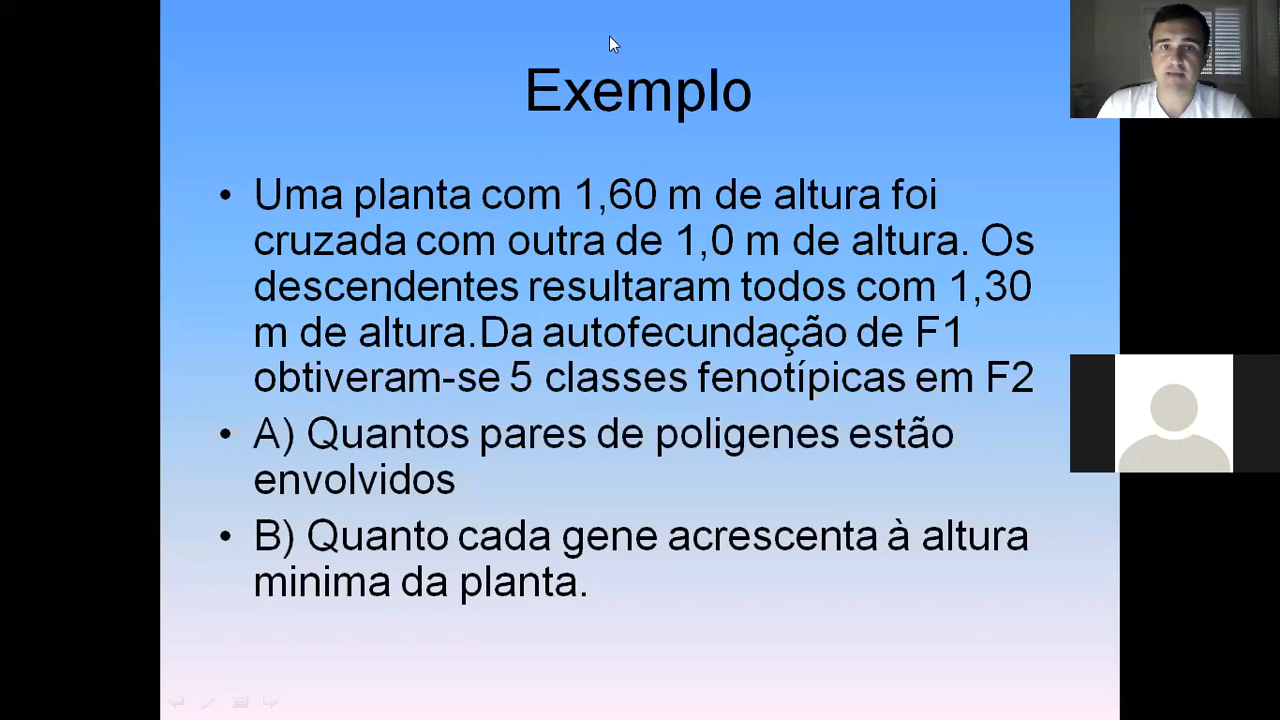 Exemplo
• Uma planta com 1,60 m de altura foi
cruzada com outra de 1,0 m de altura. Os
descendentes resultaram todos com 1,30
m de altura.Da autofecundação de F1
obtiveram-se 5 classes fenotípicas em F2
• A) Quantos pares de poligenes estão
envolvidos
• B) Quanto cada gene acrescenta à altura
minima da planta.